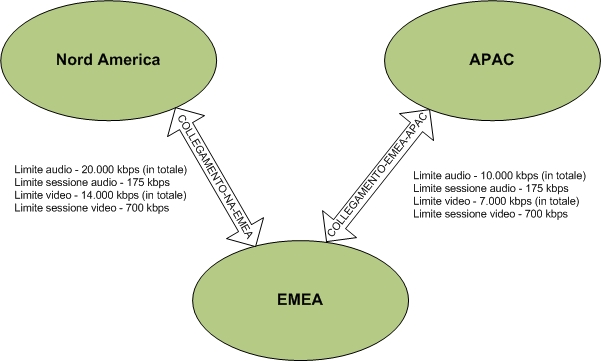 Nord America
APAC
COLLEGAMENTO-NA-EMEA
COLLEGAMENTO-EMEA-APAC
Limite audio - 20.000 kbps (in totale)
Limite sessione audio - 175 kbps
Limite video - 14.000 kbps (in totale)
Limite sessione video - 700 kbps
Limite audio - 10.000 kbps (in totale)
Limite sessione audio - 175 kbps
Limite video - 7.000 kbps (in totale)
Limite sessione video - 700 kbps
EMEA